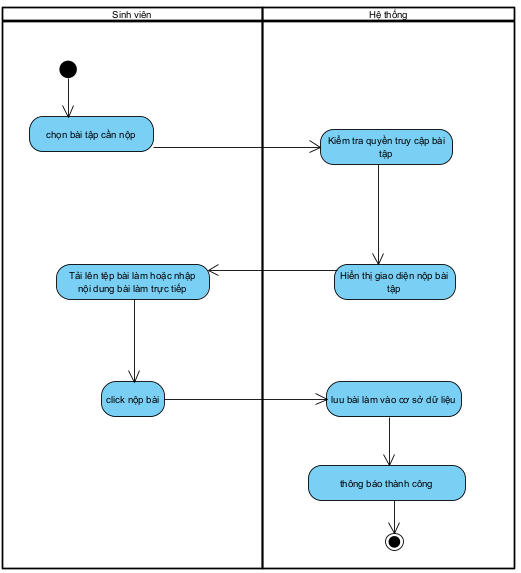 Sinh viên
Hệ thống
chọn bài tập cần nộp
Kiểm tra quyền truy cập bài
tập
Hiển thị giao diện nộp bài
tập
Tải lên tệp bài làm hoặc nhập
nội dung bài làm trực tiếp
click nộp bài
luu bài làm vào cơ sở dữ liệu
thông báo thành công